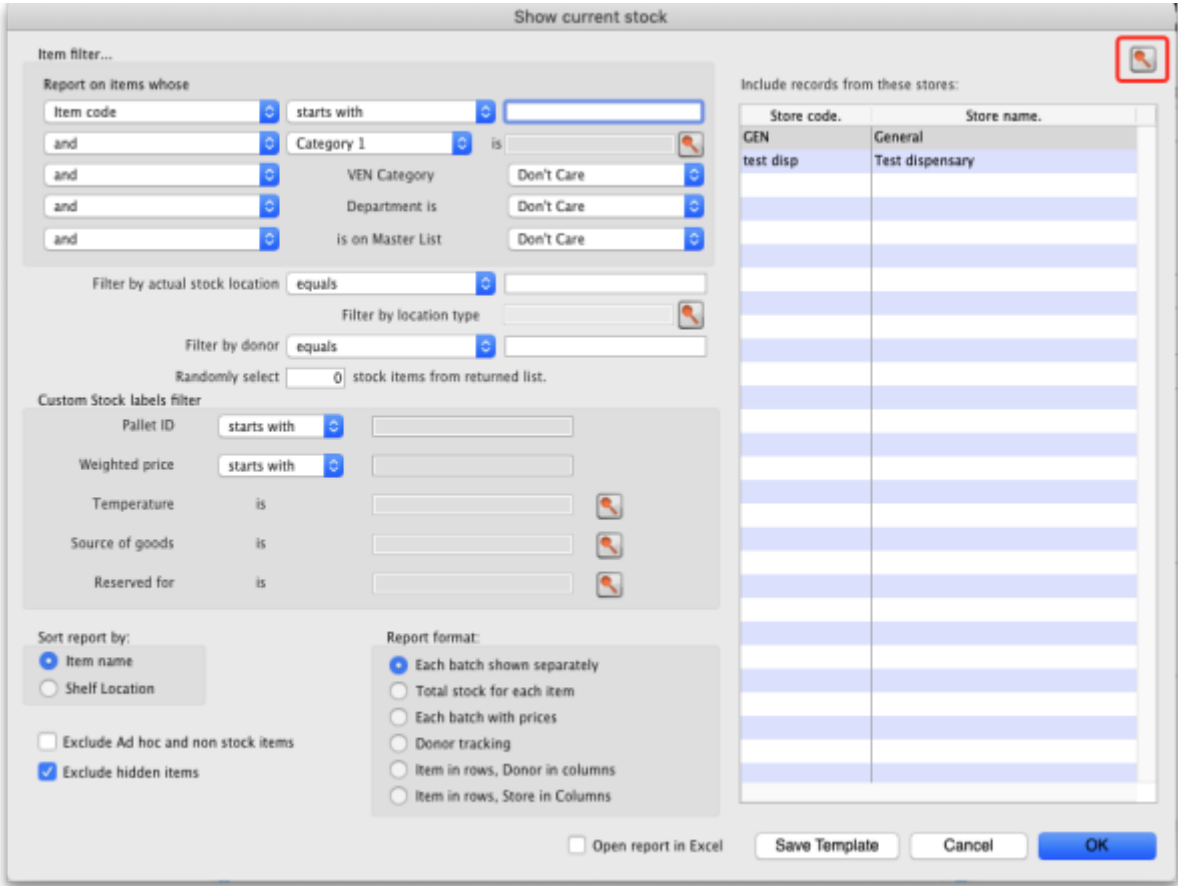 Show current stock
Item filter...
Report on items whose
Item code starts with
and Category 1 is
and VEN Category Don't Care
and Department is Don't Care
and is on Master List Don't Care
Filter by actual stock location equals
Filter by location type
Filter by donor equals
Randomly select 0 stock items from returned list.
Custom Stock labels filter
Pallet ID starts with
Weighted price starts with
Temperature is
Source of goods is
Reserved for is
Sort report by:
Item name
Shelf Location
Exclude Ad hoc and non stock items
Exclude hidden items
Report format:
Each batch shown separately
Total stock for each item
Each batch with prices
Donor tracking
Item in rows, Donor in columns
Item in rows, Store in Columns
Include records from these stores:
Store code. Store name.
GEN General
test disp Test dispensary
Open report in Excel Save Template Cancel OK